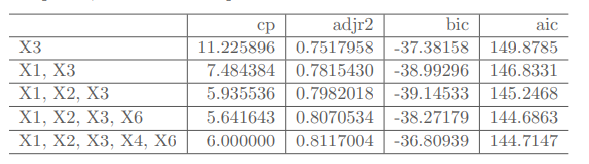 cp adjr2 bic aic
X3 11.225896 0.7517958 -37.38158 149.8785
X1, X3 7.484384 0.7815430 -38.99296 146.8331
X1, X2, X3 5.935536 0.7982018 -39.14533 145.2468
X1, X2, X3, X6 5.641643 0.8070534 -38.27179 144.6863
X1, X2, X3, X4, X6 6.000000 0.8117004 -36.80939 144.7147